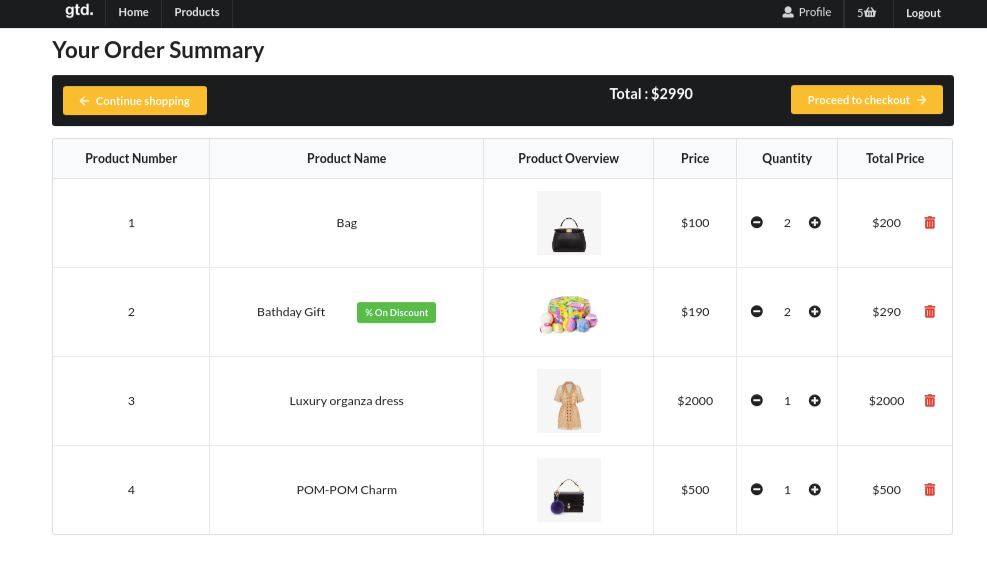 gtd. Home Products Profile 5 Logout
Your Order Summary
Continue shopping Total : $2990 Proceed to checkout
Product Number Product Name Product Overview Price Quantity Total Price
1 Bag $100 2 $200
2 Bathday Gift % On Discount $190 2 $290
3 Luxury organza dress $2000 1 $2000
4 POM-POM Charm $500 1 $500